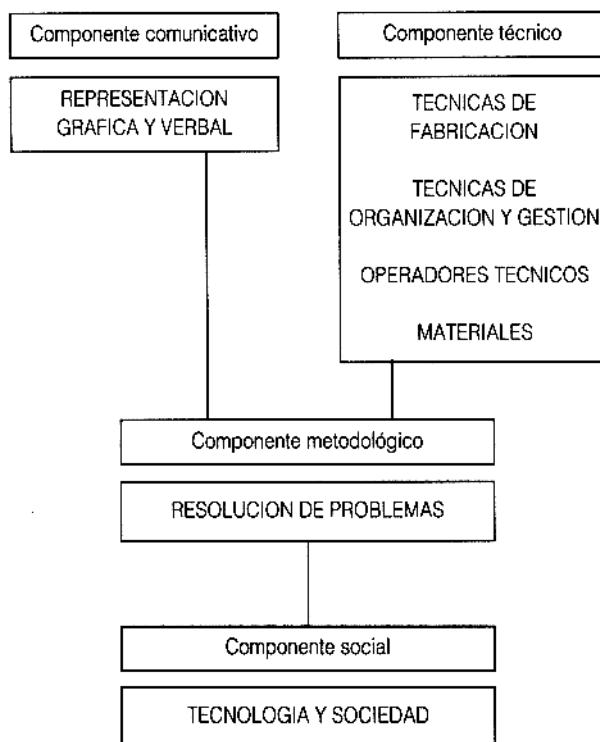 Componente comunicativo
REPRESENTACION
GRAFICA Y VERBAL
Componente técnico
TECNICAS DE
FABRICACION
TECNICAS DE
ORGANIZACION Y GESTION
OPERADORES TECNICOS
MATERIALES
Componente metodológico
RESOLUCION DE PROBLEMAS
Componente social
TECNOLOGIA Y SOCIEDAD